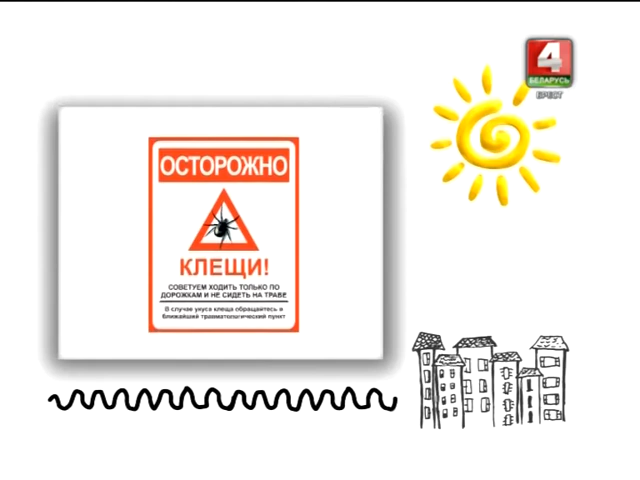 4
БЕЛАРУСЬ
БРЕСТ
ОСТОРОЖНО
КЛЕЩИ!
СОВЕТУЕМ ХОДИТЬ ТОЛЬКО ПО
ДОРОЖКАМ И НЕ СИДЕТЬ НА ТРАВЕ
В случае укуса клеща обращайтесь в
ближайший травматологический пункт